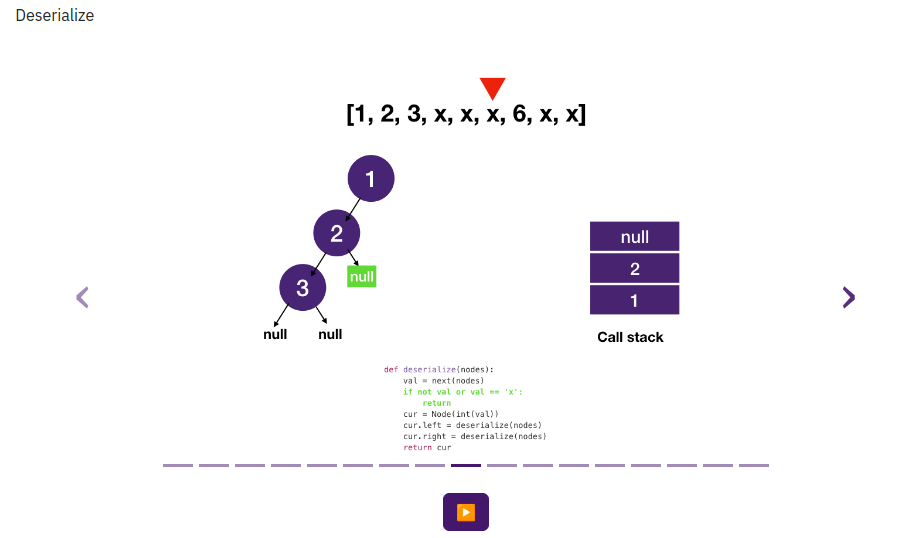 Deserialize
[1, 2, 3, x, x, x, 6, x, x]
1
2
null
3
null null
null
2
1
Call stack
def deserialize(nodes):
    val = next(nodes)
    if not val or val == 'x':
        return
    cur = Node(int(val))
    cur.left = deserialize(nodes)
    cur.right = deserialize(nodes)
    return cur